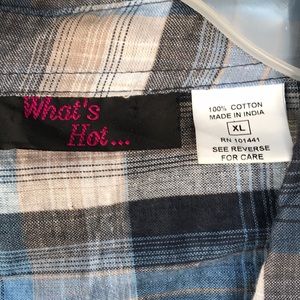 What's
Hot...
100% COTTON
MADE IN INDIA
XL
RN 101441
SEE REVERSE
FOR CARE